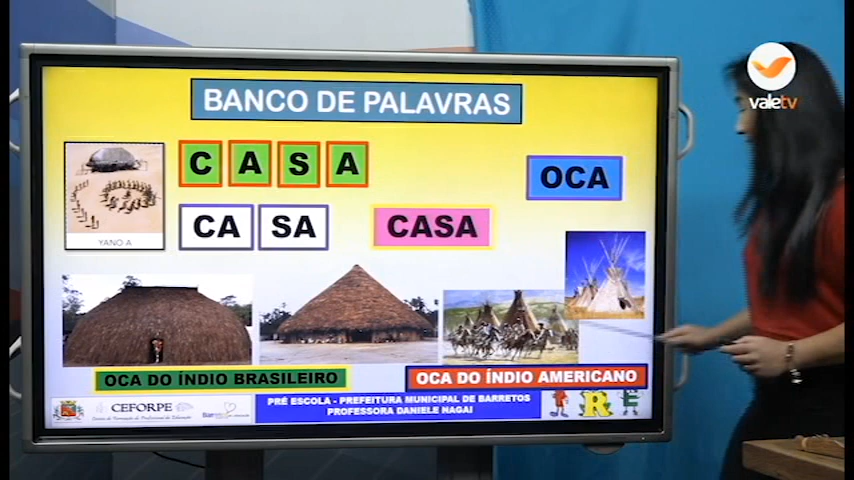 BANCO DE PALAVRAS
valetv
C A S A
OCA
CA SA
CASA
YANO A
OCA DO ÍNDIO BRASILEIRO
OCA DO ÍNDIO AMERICANO
CEFORPE
PRÉ ESCOLA - PREFEITURA MUNICIPAL DE BARRETOS
PROFESSORA DANIELE NAGAI